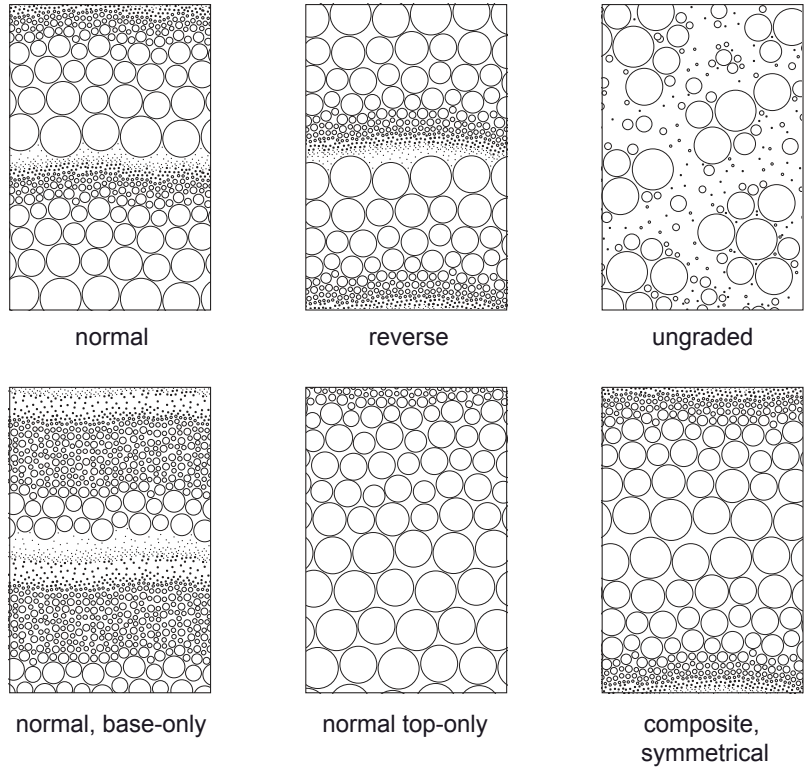 normal
reverse
ungraded
normal, base-only
normal top-only
composite,
symmetrical